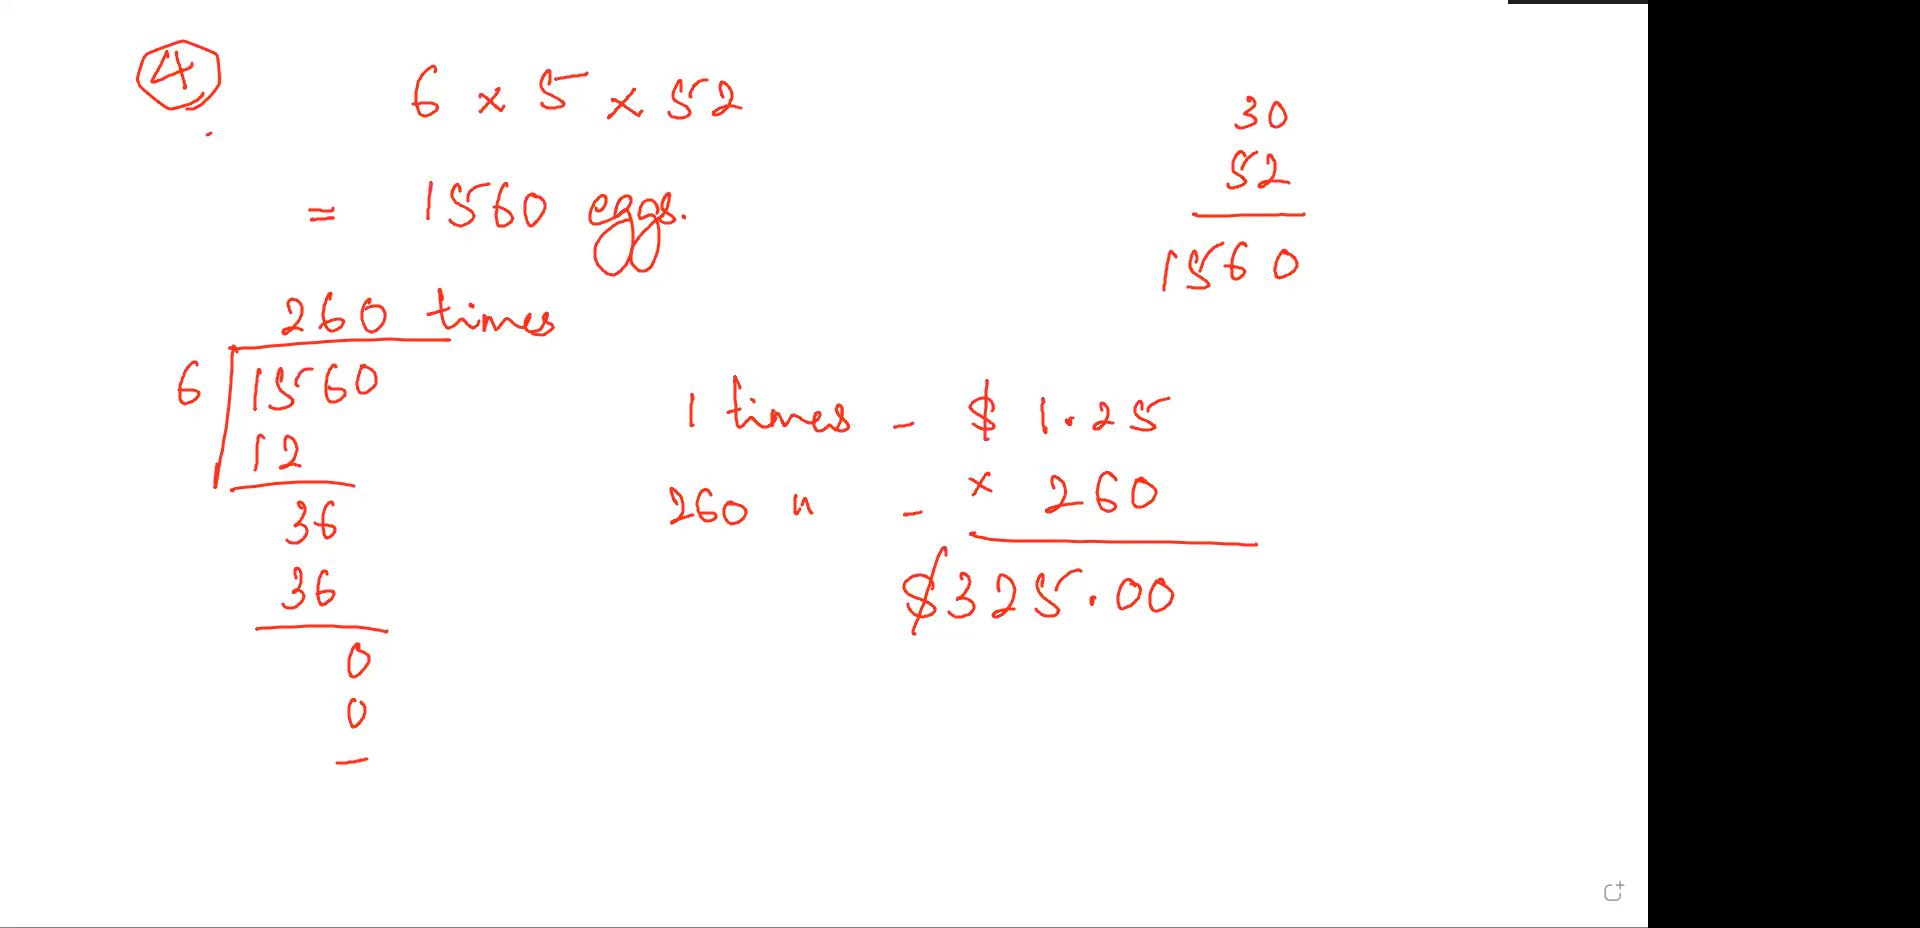 4
6 × 5 × 52
= 1560 eggs.
30
52
1560
260 times
6 1560
12
36
36
0
0
1 times - $ 1.25
260 " - × 260
$325.00